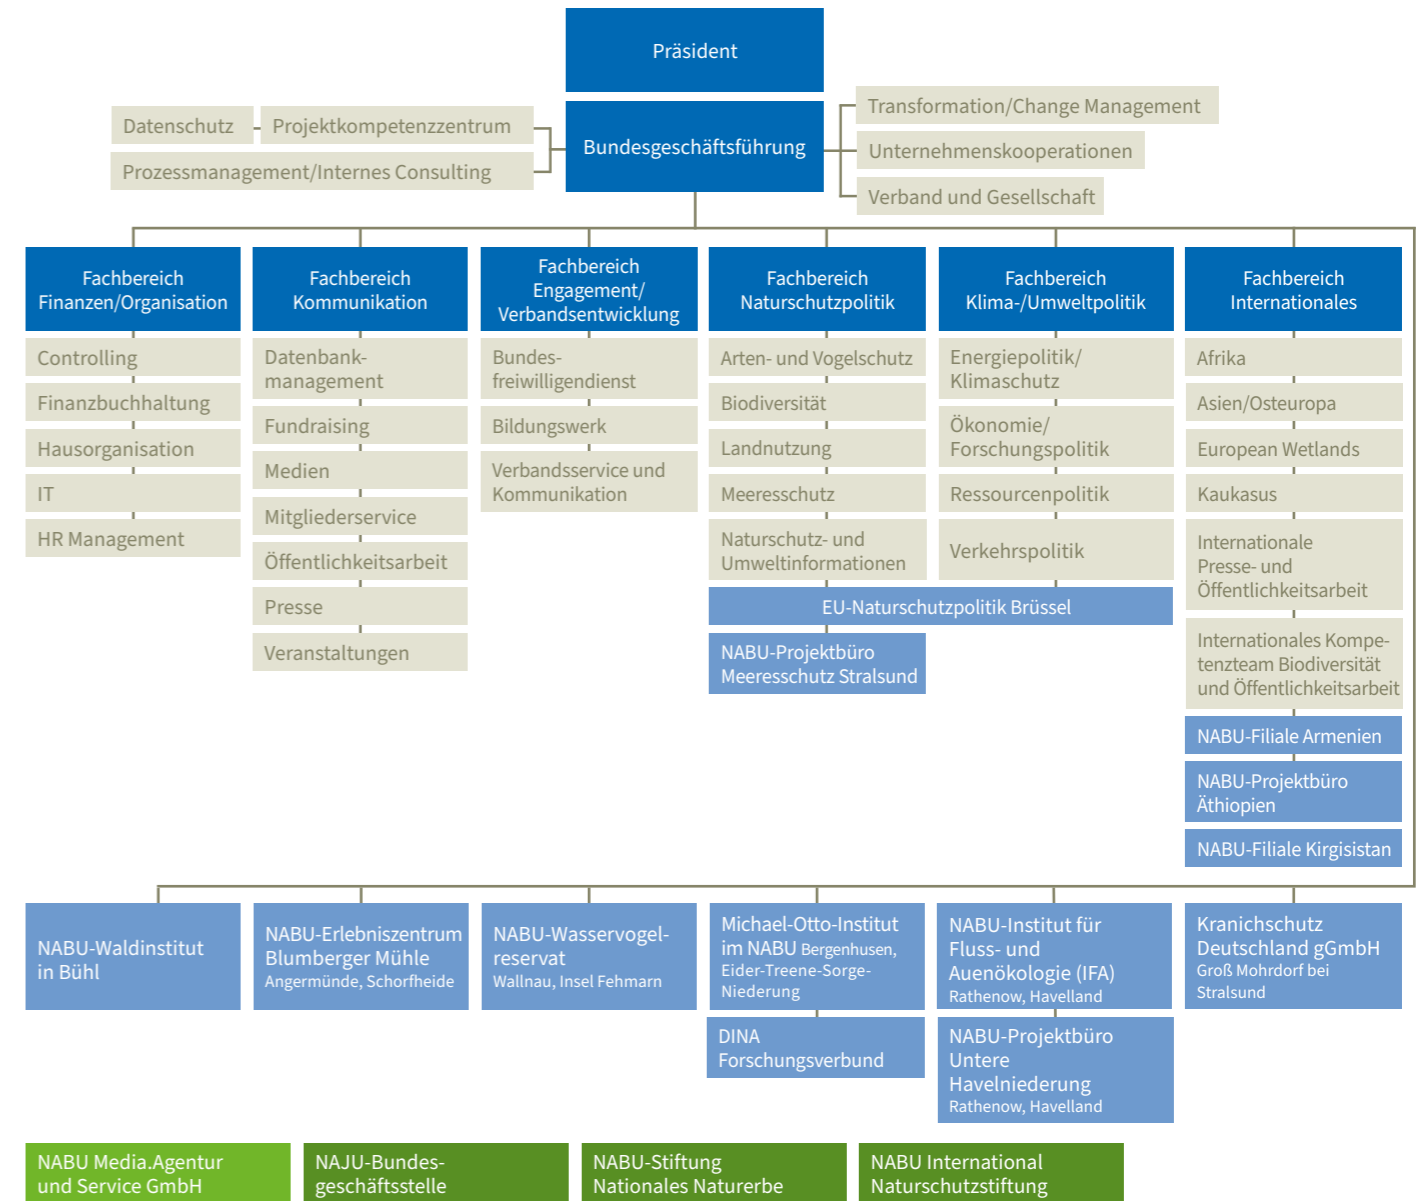 Präsident
Bundesgeschäftsführung
Datenschutz
Projektkompetenzzentrum
Prozessmanagement/Internes Consulting
Transformation/Change Management
Unternehmenskooperationen
Verband und Gesellschaft
Fachbereich
Finanzen/Organisation
Controlling
Finanzbuchhaltung
Hausorganisation
IT
HR Management
Fachbereich
Kommunikation
Datenbank-
management
Fundraising
Medien
Mitgliederservice
Öffentlichkeitsarbeit
Presse
Veranstaltungen
Fachbereich
Engagement/
Verbandsentwicklung
Bundes-
freiwilligendienst
Bildungswerk
Verbandsservice und
Kommunikation
Fachbereich
Naturschutzpolitik
Arten- und Vogelschutz
Biodiversität
Landnutzung
Meeresschutz
Naturschutz- und
Umweltinformationen
Fachbereich
Klima-/Umweltpolitik
Energiepolitik/
Klimaschutz
Ökonomie/
Forschungspolitik
Ressourcenpolitik
Verkehrspolitik
EU-Naturschutzpolitik Brüssel
NABU-Projektbüro
Meeresschutz Stralsund
Fachbereich
Internationales
Afrika
Asien/Osteuropa
European Wetlands
Kaukasus
Internationale
Presse- und
Öffentlichkeitsarbeit
Internationales Kompe-
tenzteam Biodiversität
und Öffentlichkeitsarbeit
NABU-Filiale Armenien
NABU-Projektbüro
Äthiopien
NABU-Filiale Kirgisistan
NABU-Waldinstitut
in Bühl
NABU-Erlebniszentrum
Blumberger Mühle
Angermünde, Schorfheide
NABU-Wasservogel-
reservat
Wallnau, Insel Fehmarn
Michael-Otto-Institut
im NABU Bergenhusen,
Eider-Treene-Sorge-
Niederung
DINA
Forschungsverbund
NABU-Institut für
Fluss- und
Auenökologie (IFA)
Rathenow, Havelland
NABU-Projektbüro
Untere
Havelniederung
Rathenow, Havelland
Kranichschutz
Deutschland gGmbH
Groß Mohrdorf bei
Stralsund
NABU Media.Agentur
und Service GmbH
NAJU-Bundes-
geschäftsstelle
NABU-Stiftung
Nationales Naturerbe
NABU International
Naturschutzstiftung